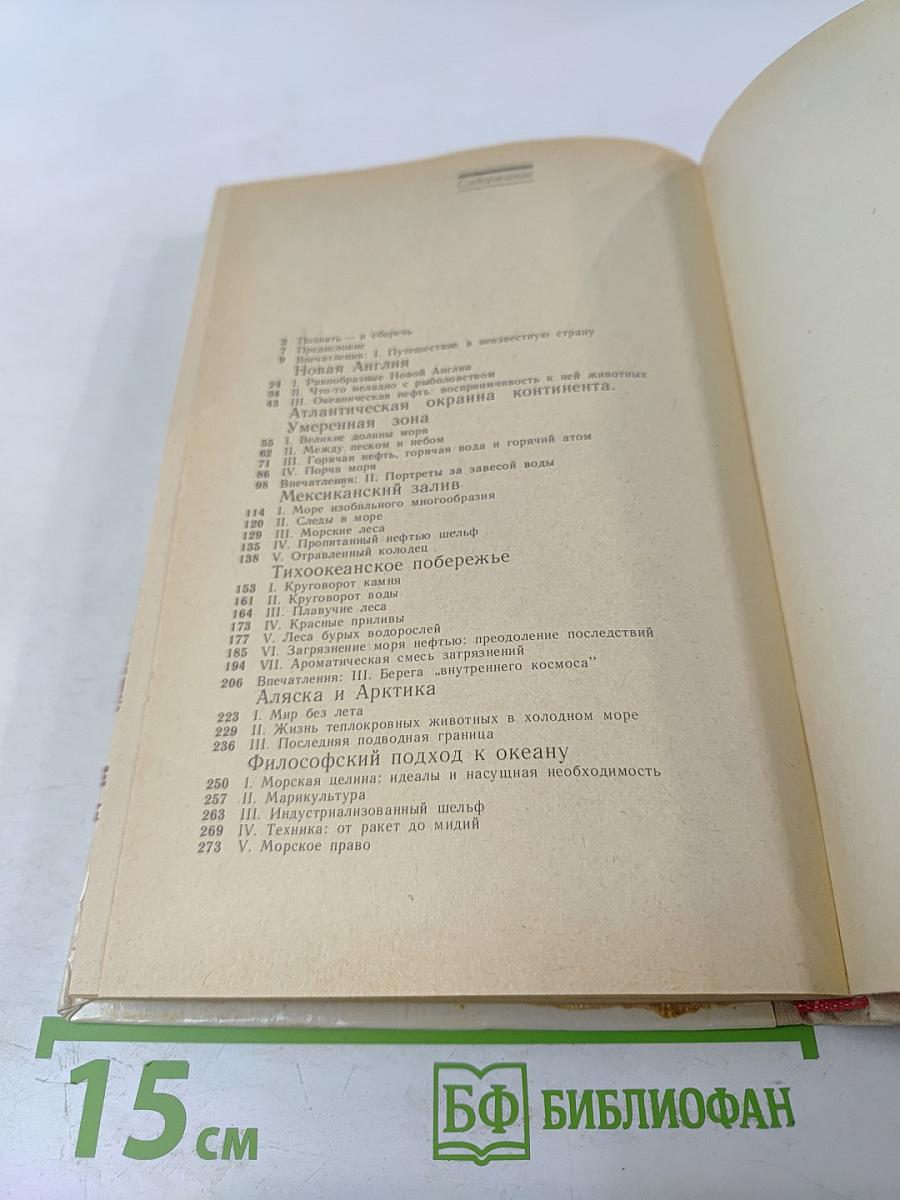 Содержание
3 Познать — и сберечь
7 Предисловие
9 Впечатления: I. Путешествие в неизвестную страну
Новая Англия
24 I. Ракообразные Новой Англии
34 II. Что-то неладно с рыболовством
43 III. Океаническая нефть: восприимчивость к ней животных
Атлантическая окраина континента.
Умеренная зона
55 I. Великие долины моря
62 II. Между песком и небом
71 III. Горячая нефть, горячая вода и горячий атом
86 IV. Порча моря
98 Впечатления: II. Портреты за завесой воды
Мексиканский залив
114 I. Море изобильного многообразия
120 II. Следы в море
129 III. Морские леса
135 IV. Пропитанный нефтью шельф
138 V. Отравленный колодец
Тихоокеанское побережье
153 I. Круговорот камня
161 II. Круговорот воды
164 III. Плавучие леса
173 IV. Красные приливы
177 V. Леса бурых водорослей
185 VI. Загрязнение моря нефтью: преодоление последствий
194 VII. Ароматическая смесь загрязнений
206 Впечатления: III. Берега „внутреннего космоса"
Аляска и Арктика
223 I. Мир без лета
229 II. Жизнь теплокровных животных в холодном море
236 III. Последняя подводная граница
Философский подход к океану
250 I. Морская целина; идеалы и насущная необходимость
257 II. Марикультура
263 III. Индустриализованный шельф
269 IV. Техника: от ракет до мидий
273 V. Морское право
15 см
БФ БИБЛИОФАН